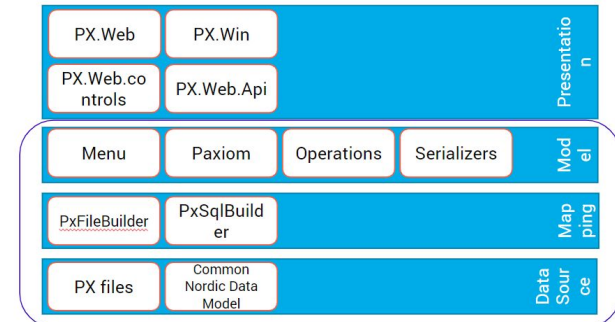 PX.Web
PX.Win
PX.Web.co
ntrols
PX.Web.Api
Presentatio
n
Menu
Paxiom
Operations
Serializers
Mod
el
PxFileBuilder
PxSqlBuild
er
Map
ping
PX files
Common
Nordic Data
Model
Data
Sour
ce